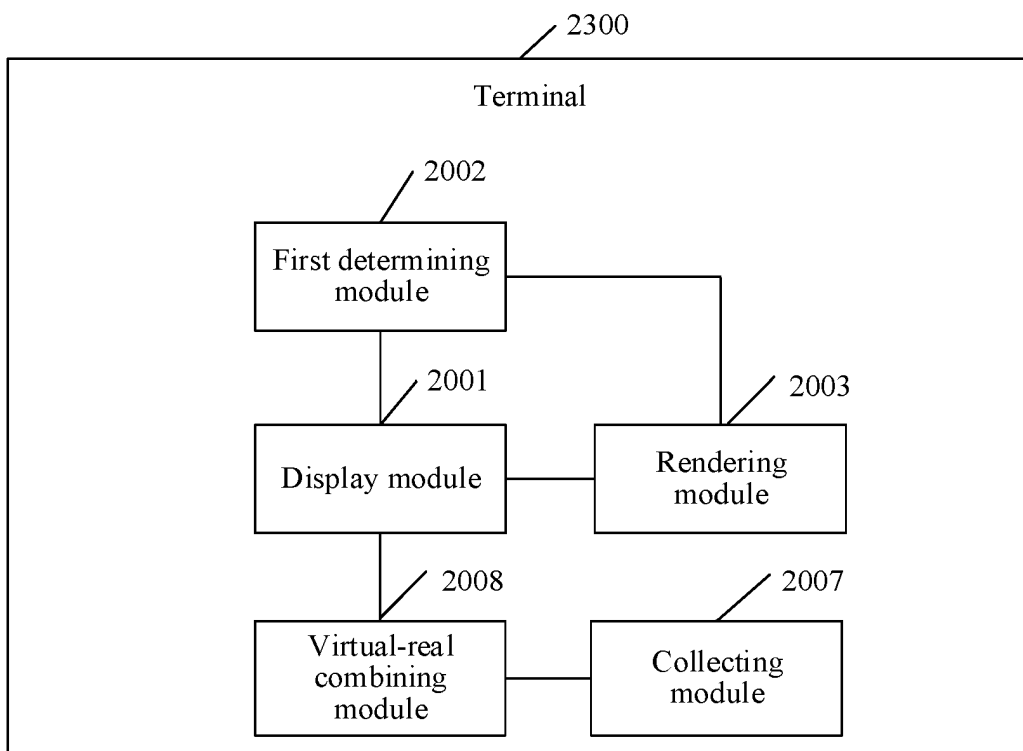 2300
Terminal
2002
First determining
module
2001
2003
Display module
Rendering
module
2008
2007
Virtual-real
combining
module
Collecting
module